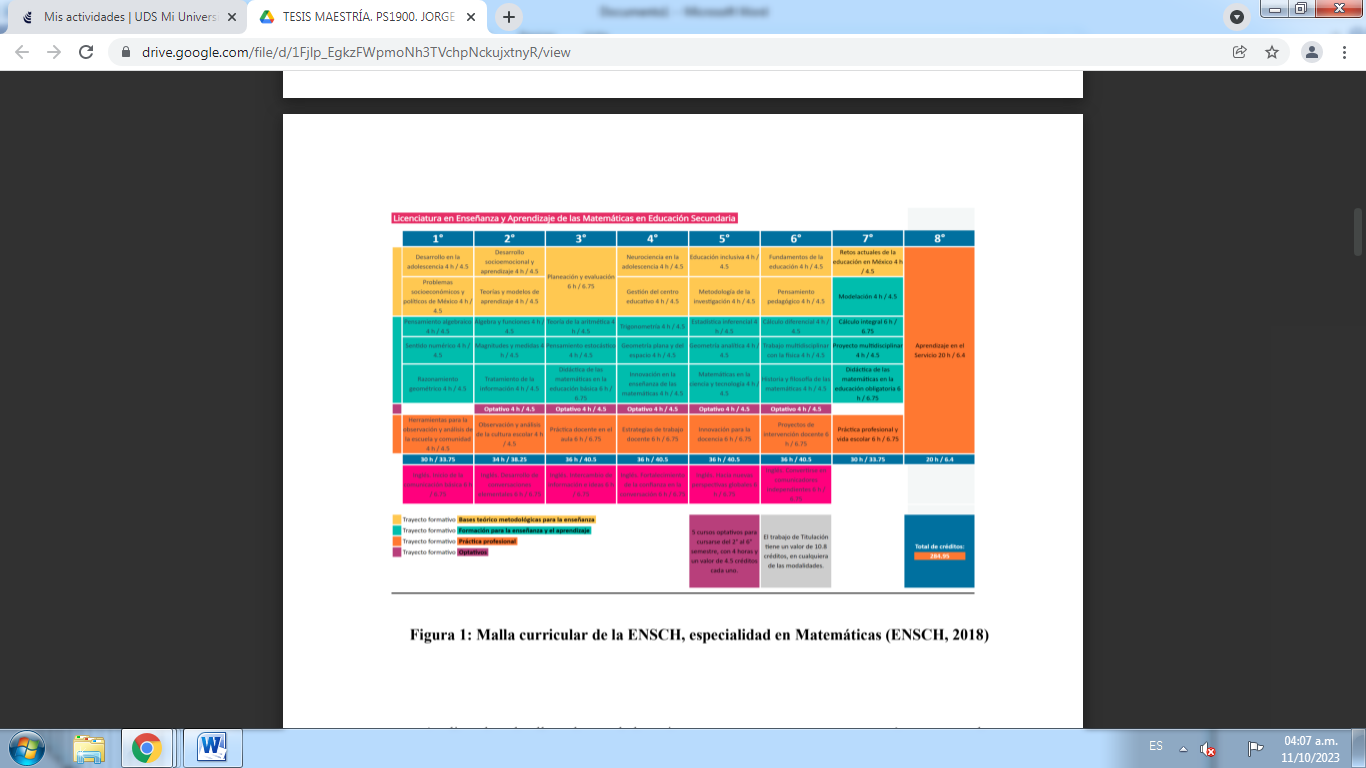 Mis actividades | UDS Mi Univers
TESIS MAESTRÍA. PS1900. JORGE
drive.google.com/file/d/1FjIp_EgkzFWpmoNh3TVchpNckujxtnyR/view
Licenciatura en Enseñanza y Aprendizaje de las Matemáticas en Educación Secundaria
1° 2° 3° 4° 5° 6° 7° 8°
Desarrollo en la
adolescencia 4 h / 4.5
Desarrollo
socioemocional y
aprendizaje 4 h / 4.5
Planeación y evaluación
6 h / 6.75
Neurociencia en la
adolescencia 4 h / 4.5
Educación inclusiva 4 h /
4.5
Fundamentos de la
educación 4 h / 4.5
Retos actuales de la
educación en México 4 h
/ 4.5
Problemas
socioeconómicos y
políticos de México 4 h /
4.5
Teorías y modelos de
aprendizaje 4 h / 4.5
Gestión del centro
educativo 4 h / 4.5
Metodología de la
investigación 4 h / 4.5
Pensamiento
pedagógico 4 h / 4.5
Modelación 4 h / 4.5
Pensamiento algebraico
4 h / 4.5
Álgebra y funciones 4 h /
4.5
Teoría de la aritmética 4
h / 4.5
Trigonometría 4 h / 4.5
Estadística inferencial 4
h / 4.5
Cálculo diferencial 4 h /
4.5
Cálculo integral 6 h /
6.75
Sentido numérico 4 h /
4.5
Magnitudes y medidas 4
h / 4.5
Pensamiento estocástico
4 h / 4.5
Geometría plana y del
espacio 4 h / 4.5
Geometría analítica 4 h /
4.5
Trabajo multidisciplinar
con la física 4 h / 4.5
Proyecto multidisciplinar
4 h / 4.5
Aprendizaje en el
Servicio 20 h / 6.4
Razonamiento
geométrico 4 h / 4.5
Tratamiento de la
información 4 h / 4.5
Didáctica de las
matemáticas en la
educación básica 6 h /
6.75
Innovación en la
enseñanza de las
matemáticas 4 h / 4.5
Matemáticas en la
ciencia y tecnología 4 h /
4.5
Historia y filosofía de las
matemáticas 4 h / 4.5
Didáctica de las
matemáticas en la
educación obligatoria 6
h / 6.75
Optativo 4 h / 4.5 Optativo 4 h / 4.5 Optativo 4 h / 4.5 Optativo 4 h / 4.5 Optativo 4 h / 4.5
Herramientas para la
observación y análisis de
la escuela y comunidad
4 h / 4.5
Observación y análisis
de la cultura escolar 4 h
/ 4.5
Práctica docente en el
aula 6 h / 6.75
Estrategias de trabajo
docente 6 h / 6.75
Innovación para la
docencia 6 h / 6.75
Proyectos de
intervención docente 6
h / 6.75
Práctica profesional y
vida escolar 6 h / 6.75
30 h / 33.75 34 h / 38.25 36 h / 40.5 36 h / 40.5 36 h / 40.5 36 h / 40.5 30 h / 33.75 20 h / 6.4
Trayecto formativo Bases teórico metodológicas para la enseñanza
Trayecto formativo Formación para la enseñanza y el aprendizaje
Trayecto formativo Práctica profesional
Trayecto formativo Optativos
5 cursos optativos para
cursarse del 2° al 6°
semestre, con 4 horas y
un valor de 4.5 créditos
cada uno.
El trabajo de Titulación
tiene un valor de 10.8
créditos, en cualquiera
de las modalidades.
Total de créditos:
284.95
Figura 1: Malla curricular de la ENSCH, especialidad en Matemáticas (ENSCH, 2018)
ES
04:07 a.m.
11/10/2023